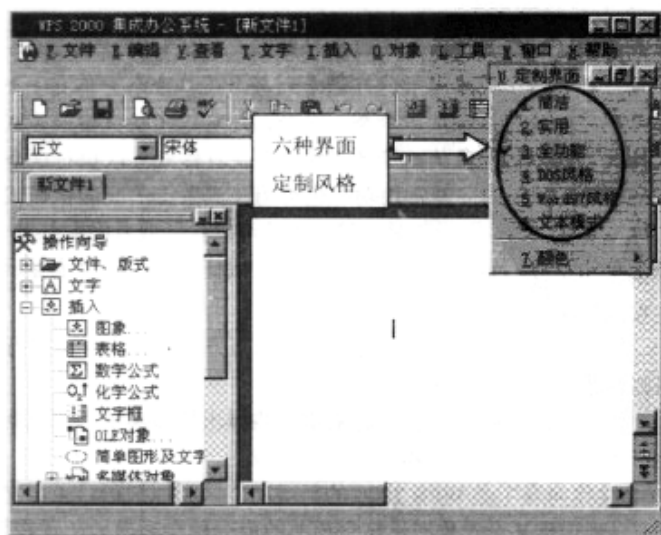 WPS 2000 集成办公系统 - [新文件1]
文件 编辑 V.查看 T.文字 I.插入 O.对象 L.工具 窗口 帮助
U.定制界面
1.简洁
2.实用
3.全功能
4.DOS风格
5.Word97风格
文本模式
Z.颜色
正文 宋体
六种界面
定制风格
新文件1
操作向导
文件、版式
文字
插入
图象...
表格...
数学公式
化学公式
文字框
OLE对象...
简单图形及文字
多媒体对象